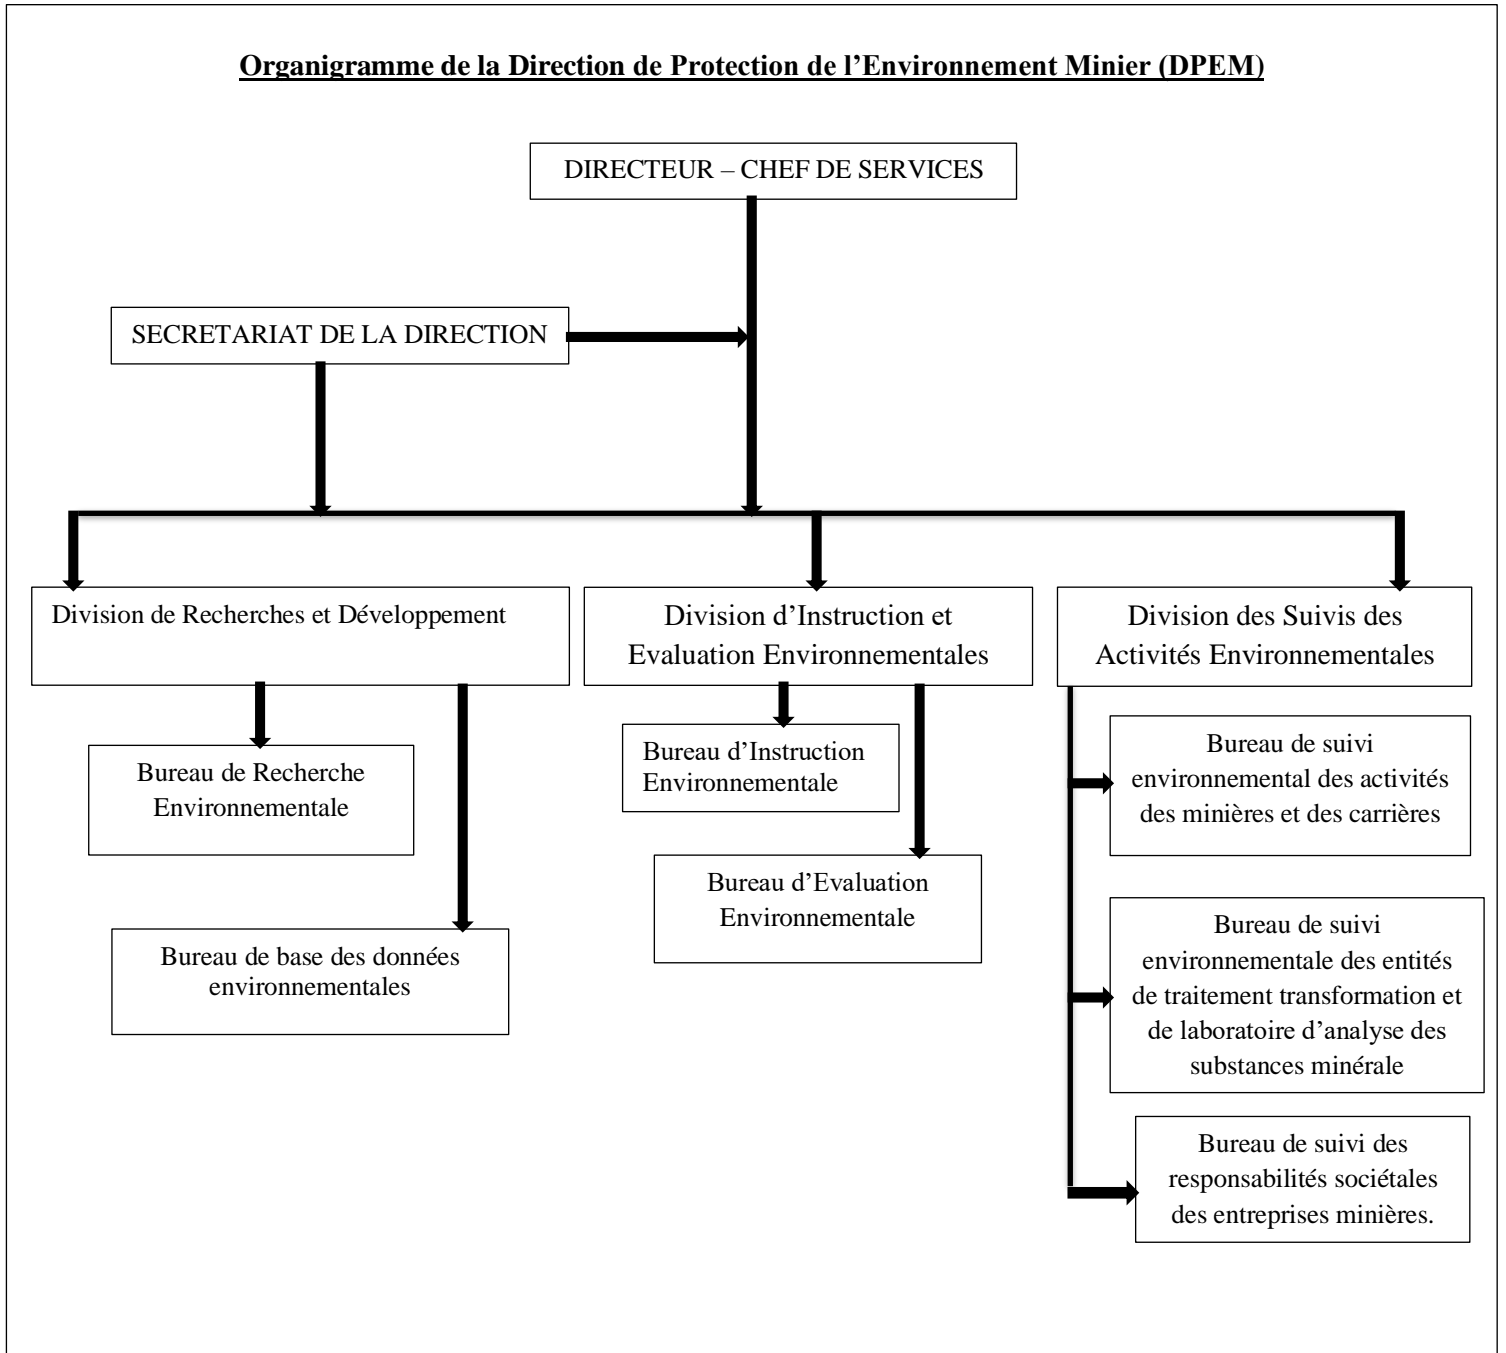 Organigramme de la Direction de Protection de l’Environnement Minier (DPEM)
DIRECTEUR – CHEF DE SERVICES
SECRETARIAT DE LA DIRECTION
Division de Recherches et Développement
Division d’Instruction et
Evaluation Environnementales
Division des Suivis des
Activités Environnementales
Bureau de Recherche
Environnementale
Bureau de base des données
environnementales
Bureau d’Instruction
Environnementale
Bureau d’Evaluation
Environnementale
Bureau de suivi
environnemental des activités
des minières et des carrières
Bureau de suivi
environnementale des entités
de traitement transformation et
de laboratoire d’analyse des
substances minérale
Bureau de suivi des
responsabilités sociétales
des entreprises minières.